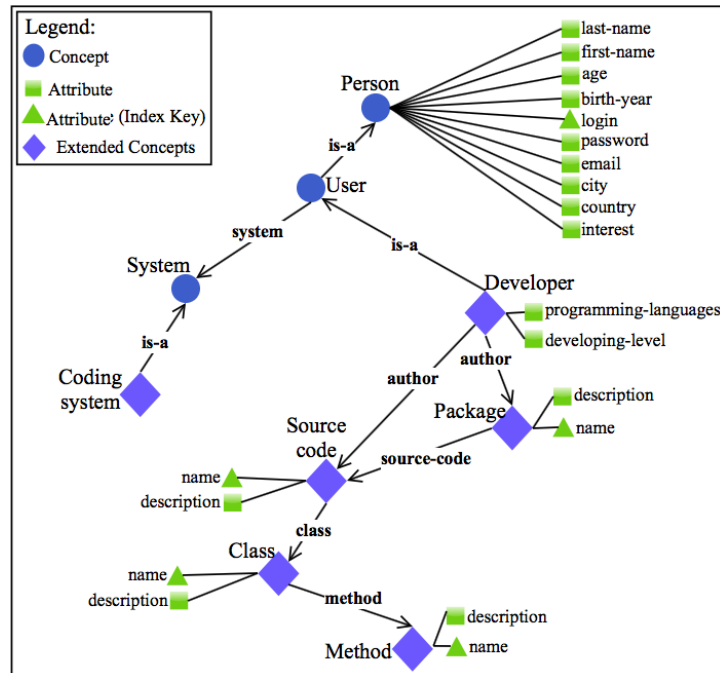 Legend:
Concept
Attribute
Attribute: (Index Key)
Extended Concepts
last-name
first-name
age
birth-year
login
password
email
city
country
interest
Person
is-a
User
system
is-a
System
Developer
programming-languages
developing-level
is-a
author
author
Coding
system
Package
description
name
Source
code
source-code
name
description
class
Class
name
description
method
description
name
Method